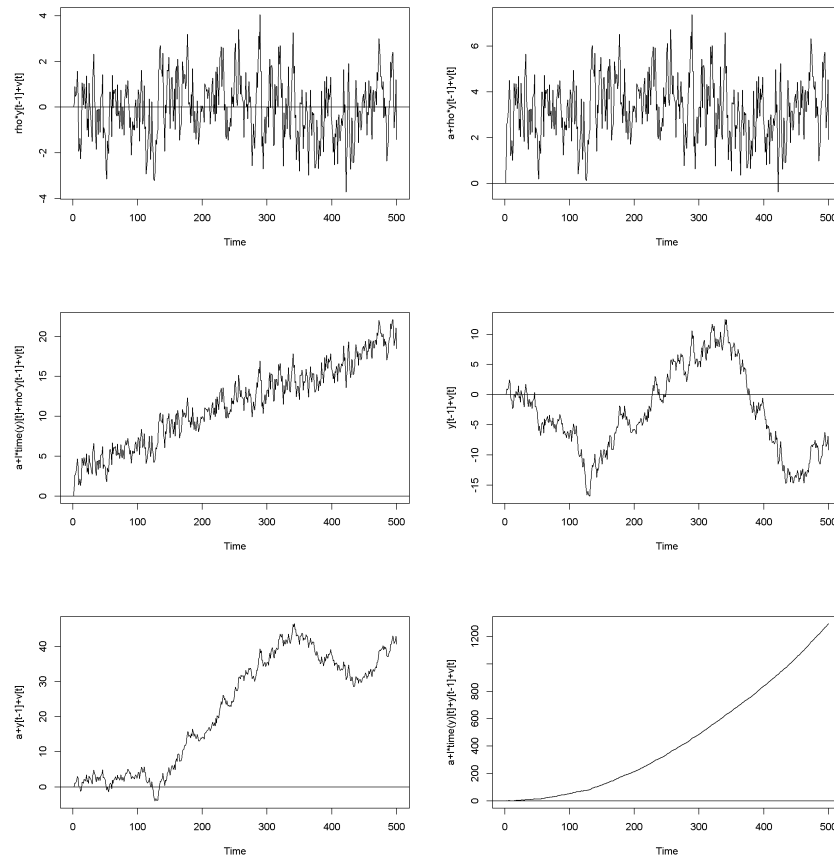 rho*y[t-1]+v[t]
-4 -2 0 2 4
0 100 200 300 400 500
Time
a+rho*y[t-1]+v[t]
0 2 4 6
0 100 200 300 400 500
Time
a+l*time(y)[t]+rho*y[t-1]+v[t]
0 5 10 15 20
0 100 200 300 400 500
Time
y[t-1]+v[t]
-15 -10 -5 0 5 10
0 100 200 300 400 500
Time
a+y[t-1]+v[t]
0 10 20 30 40
0 100 200 300 400 500
Time
a+l*time(y)[t]+y[t-1]+v[t]
0 200 400 600 800 1200
0 100 200 300 400 500
Time